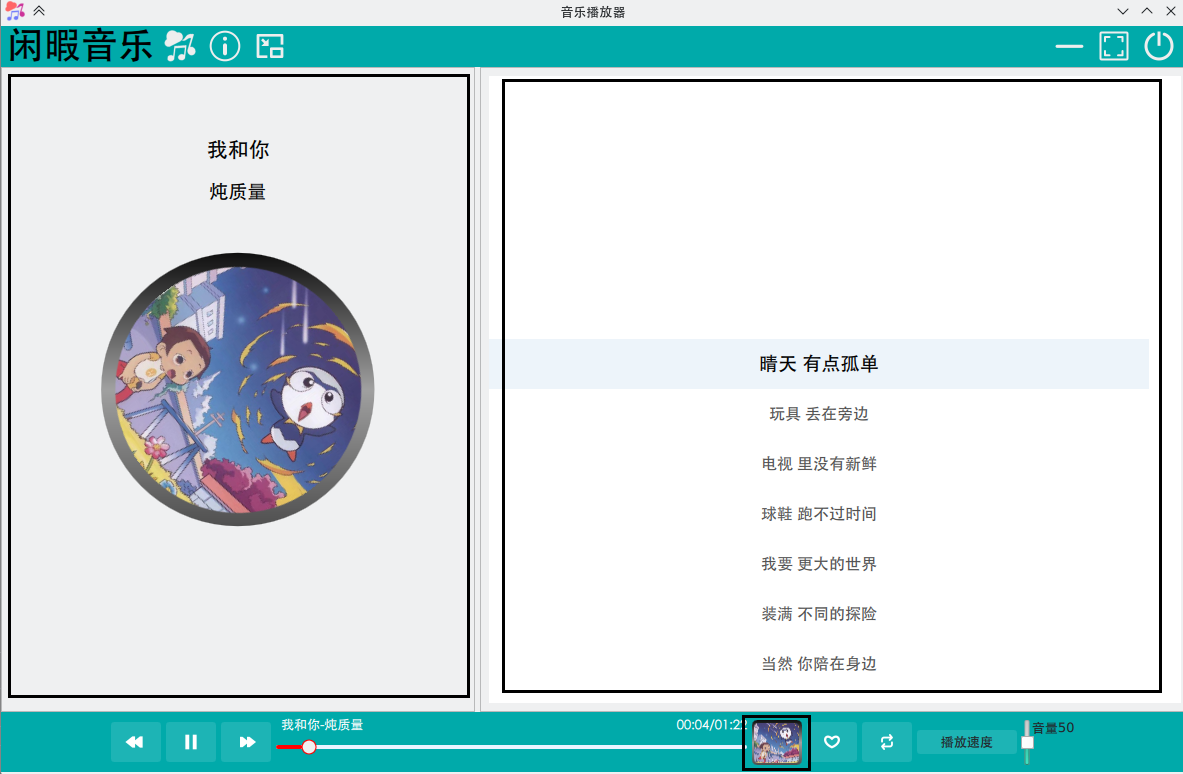 音乐播放器
闲暇音乐
我和你
炖质量
晴天 有点孤单
玩具 丢在旁边
电视 里没有新鲜
球鞋 跑不过时间
我要 更大的世界
装满 不同的探险
当然 你陪在身边
我和你-炖质量
00:04/01:22
播放速度
音量50